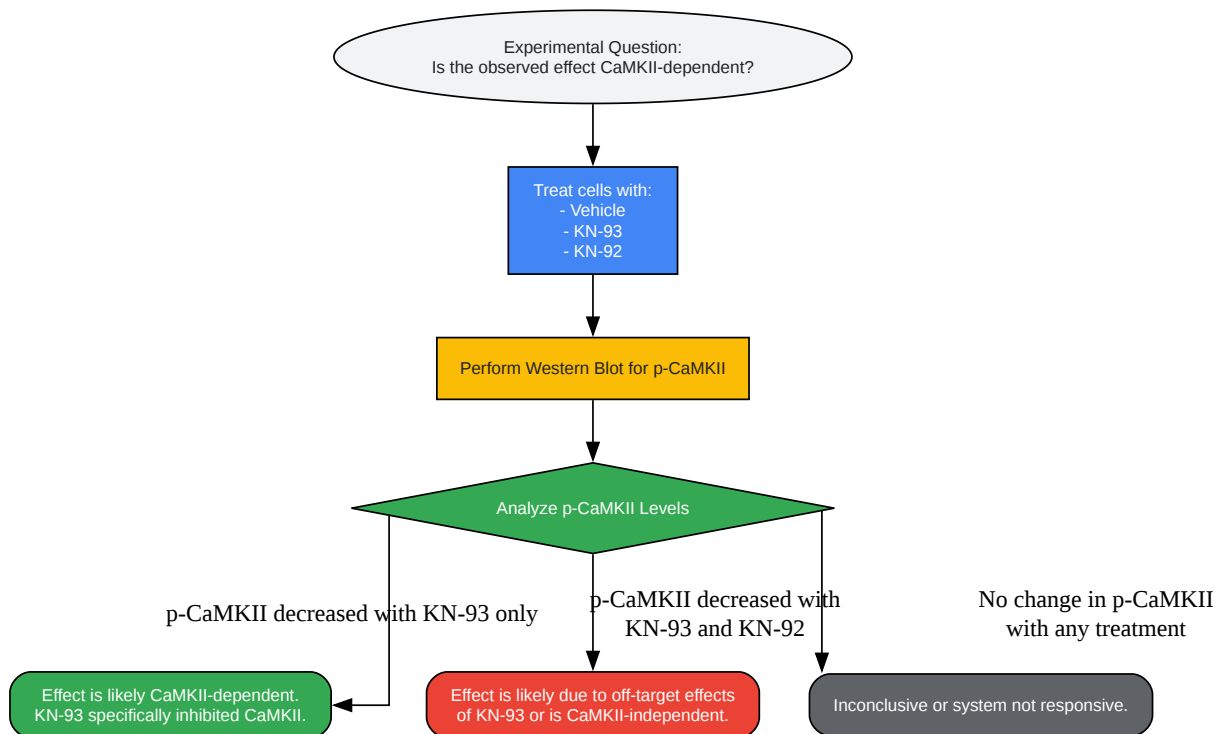 Experimental Question:
Is the observed effect CaMKII-dependent?
Treat cells with:
- Vehicle
- KN-93
- KN-92
Perform Western Blot for p-CaMKII
Analyze p-CaMKII Levels
p-CaMKII decreased with KN-93 only
p-CaMKII decreased with
KN-93 and KN-92
No change in p-CaMKII
with any treatment
Effect is likely CaMKII-dependent.
KN-93 specifically inhibited CaMKII.
Effect is likely due to off-target effects
of KN-93 or is CaMKII-independent.
Inconclusive or system not responsive.